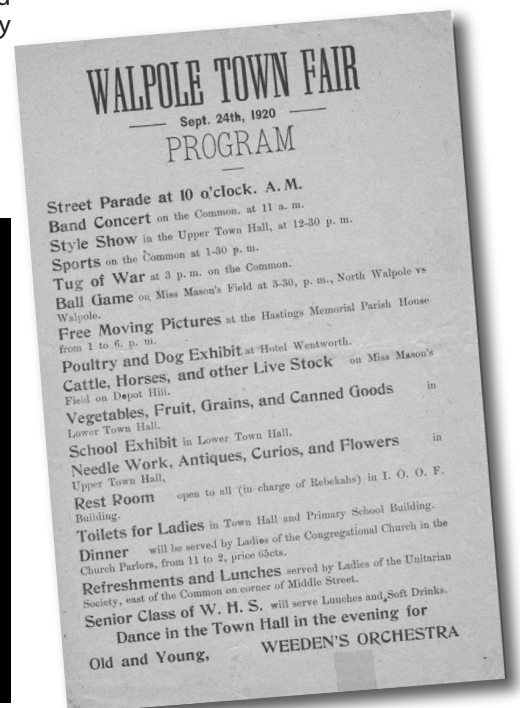 y
WALPOLE TOWN FAIR
Sept. 24th, 1920
PROGRAM
Street Parade at 10 o'clock. A. M.
Band Concert on the Common. at 11 a. m.
Style Show in the Upper Town Hall, at 12-30 p. m.
Sports on the Common at 1-30 p. m.
Tug of War at 3 p. m. on the Common.
Ball Game on Miss Mason's Field at 3-30, p. m., North Walpole vs
Walpole.
Free Moving Pictures at the Hastings Memorial Parish House
from 1 to 6, p. m.
Poultry and Dog Exhibit at Hotel Wentworth.
Cattle, Horses, and other Live Stock on Miss Mason's
Field on Depot Hill.
Vegetables, Fruit, Grains, and Canned Goods in
Lower Town Hall.
School Exhibit in Lower Town Hall.
Needle Work, Antiques, Curios, and Flowers in
Upper Town Hall,
Rest Room open to all (in charge of Rebekahs) in I. O. O. F.
Building.
Toilets for Ladies in Town Hall and Primary School Building.
Dinner will be served by Ladies of the Congregational Church in the
Church Parlors, from 11 to 2, price 65cts.
Refreshments and Lunches served by Ladies of the Unitarian
Society, east of the Common on corner of Middle Street.
Senior Class of W. H. S. will serve Lunches and Soft Drinks.
Dance in the Town Hall in the evening for
Old and Young, WEEDEN'S ORCHESTRA